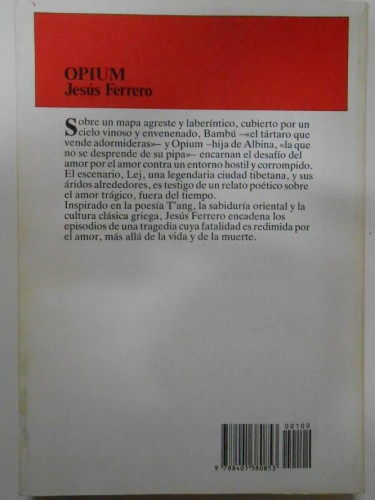 OPIUM
Jesús Ferrero
Sobre un mapa agreste y laberíntico, cubierto por un
cielo vinoso y envenenado, Bambú –«el tártaro que
vende adormideras»– y Opium –hija de Albina, «la que
no se desprende de su pipa»– encarnan el desafío del
amor por el amor contra un entorno hostil y corrompido.
El escenario, Lej, una legendaria ciudad tibetana, y sus
áridos alrededores, es testigo de un relato poético sobre
el amor trágico, fuera del tiempo.
Inspirado en la poesía T'ang, la sabiduría oriental y la
cultura clásica griega, Jesús Ferrero encadena los
episodios de una tragedia cuya fatalidad es redimida por
el amor, más allá de la vida y de la muerte.
00100
9 788401 380853